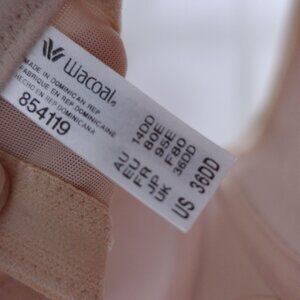 Wacoal®
MADE IN DOMINICAN REP
FABRIQUE EN REP DOMINICAINE
HECHO EN REP DOMINICANA
854119
AU 14DD
EU 80E
FR 95E
JP F80
UK 36DD
US 36DD